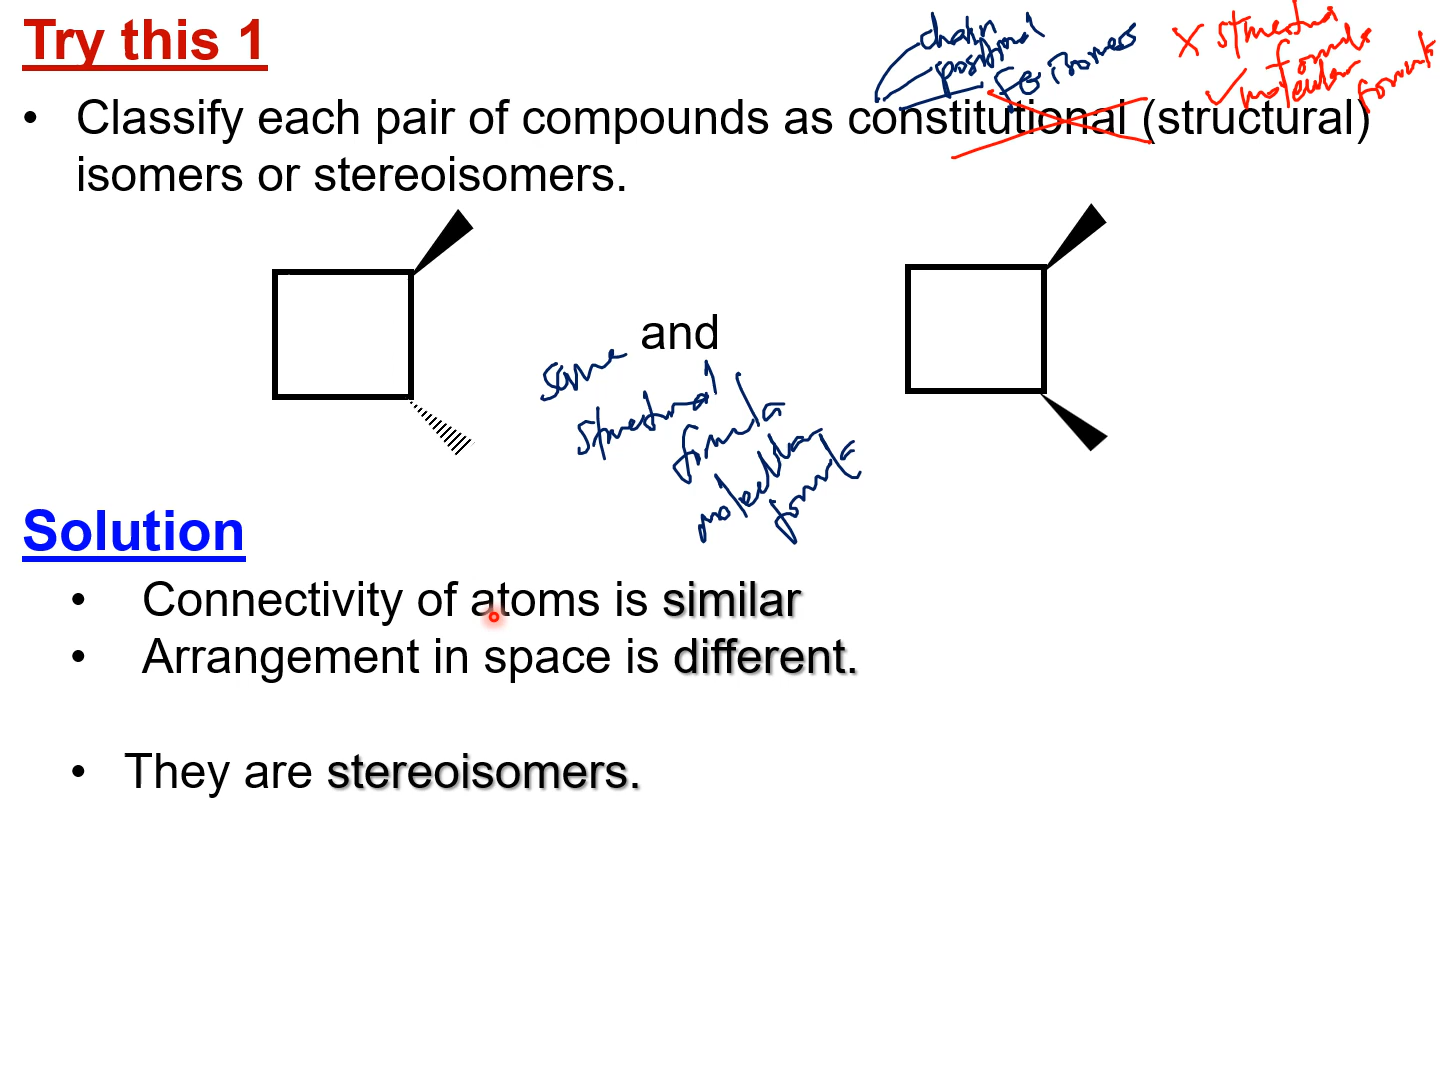 Try this 1
chain
positional
FG isomers
X structural
formula
✓ molecular
formula
• Classify each pair of compounds as constitutional (structural)
isomers or stereoisomers.
and
same
structural
formula
molecular
formula
Solution
• Connectivity of atoms is similar
• Arrangement in space is different.
• They are stereoisomers.